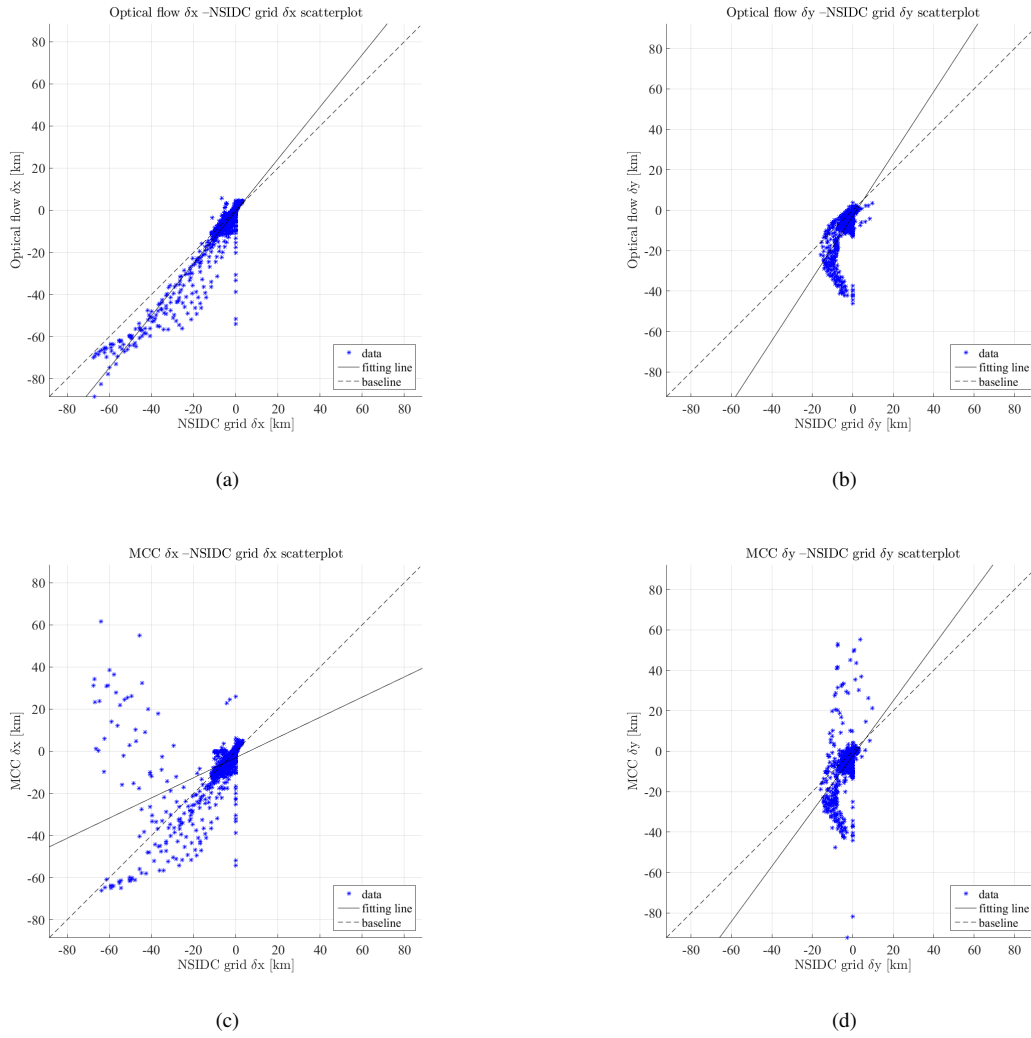 Optical flow δx –NSIDC grid δx scatterplot
80
60
40
20
0
-20
-40
-60
-80
Optical flow δx [km]
-80 -60 -40 -20 0 20 40 60 80
NSIDC grid δx [km]
data
fitting line
baseline
(a)
Optical flow δy –NSIDC grid δy scatterplot
80
60
40
20
0
-20
-40
-60
-80
Optical flow δy [km]
-80 -60 -40 -20 0 20 40 60 80
NSIDC grid δy [km]
data
fitting line
baseline
(b)
MCC δx –NSIDC grid δx scatterplot
80
60
40
20
0
-20
-40
-60
-80
MCC δx [km]
-80 -60 -40 -20 0 20 40 60 80
NSIDC grid δx [km]
data
fitting line
baseline
(c)
MCC δy –NSIDC grid δy scatterplot
80
60
40
20
0
-20
-40
-60
-80
MCC δy [km]
-80 -60 -40 -20 0 20 40 60 80
NSIDC grid δy [km]
data
fitting line
baseline
(d)